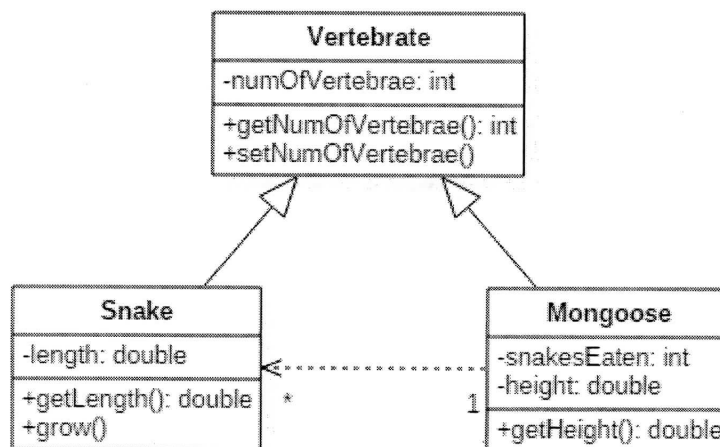 Vertebrate
-numOfVertebrae: int
+getNumOfVertebrae(): int
+setNumOfVertebrae()
Snake
-length: double
+getLength(): double
+grow()
*
1
Mongoose
-snakesEaten: int
-height: double
+getHeight(): double